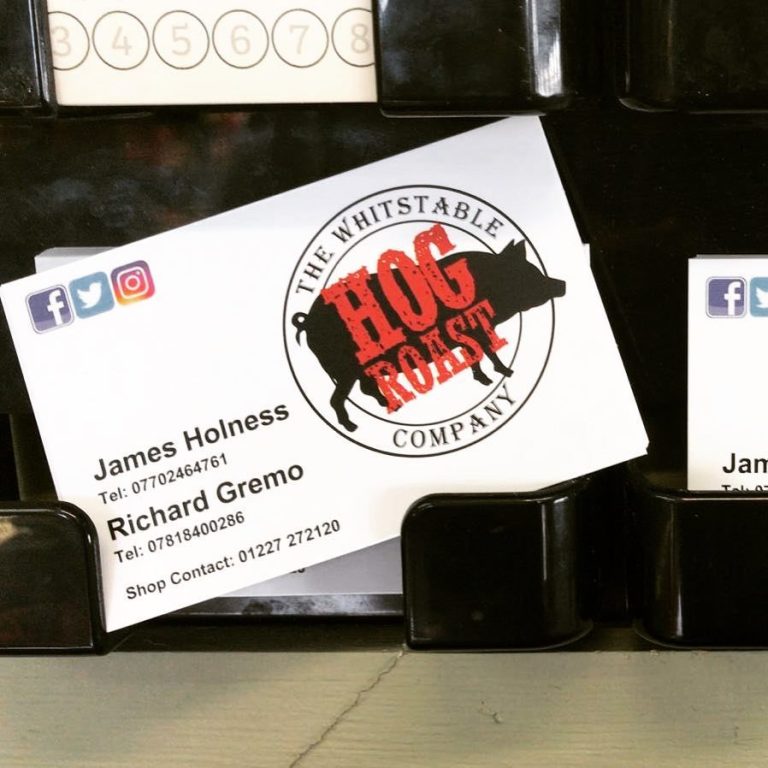 3 4 5 6 7 8
THE WHITSTABLE
HOG
ROAST
COMPANY
James Holness
Tel: 07702464761
Richard Gremo
Tel: 07818400286
Shop Contact: 01227 272120
Jam